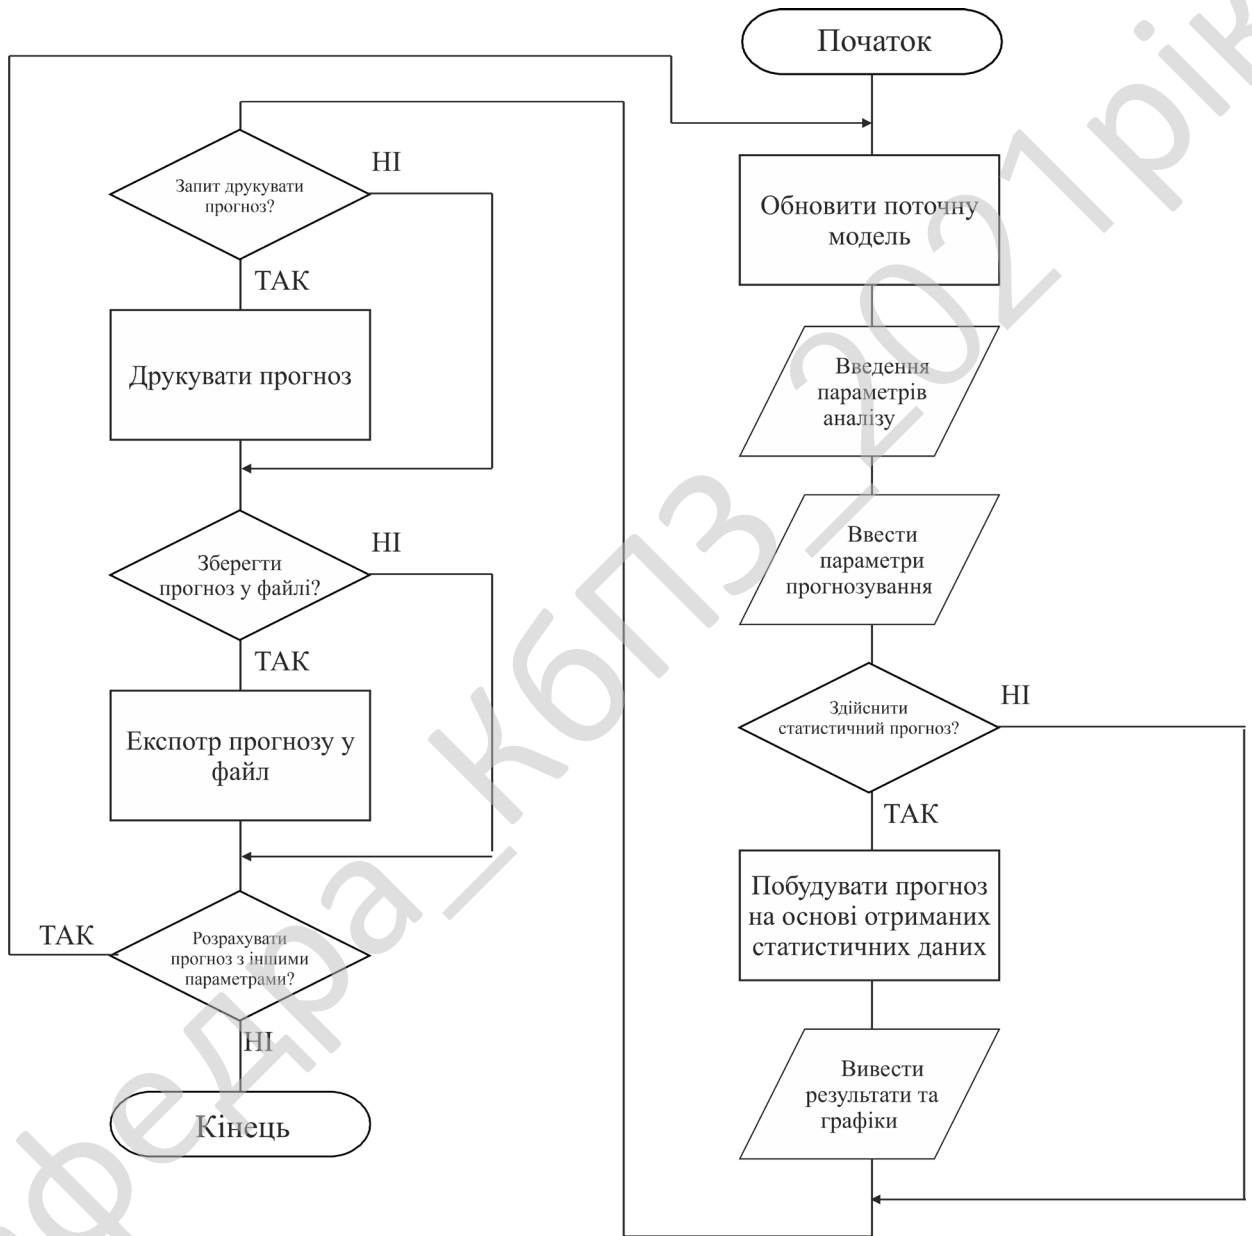 Початок
Обновити поточну
модель
Введення
параметрів
аналізу
Ввести
параметри
прогнозування
Здійснити
статистичний прогноз?
НІ
ТАК
Побудувати прогноз
на основі отриманих
статистичних даних
Вивести
результати та
графіки
Запит друкувати
прогноз?
НІ
ТАК
Друкувати прогноз
Зберегти
прогноз у файлі?
НІ
ТАК
Експотр прогнозу у
файл
Розрахувати
прогноз з іншими
параметрами?
ТАК
НІ
Кінець
федра_КбПЗ_2021рік